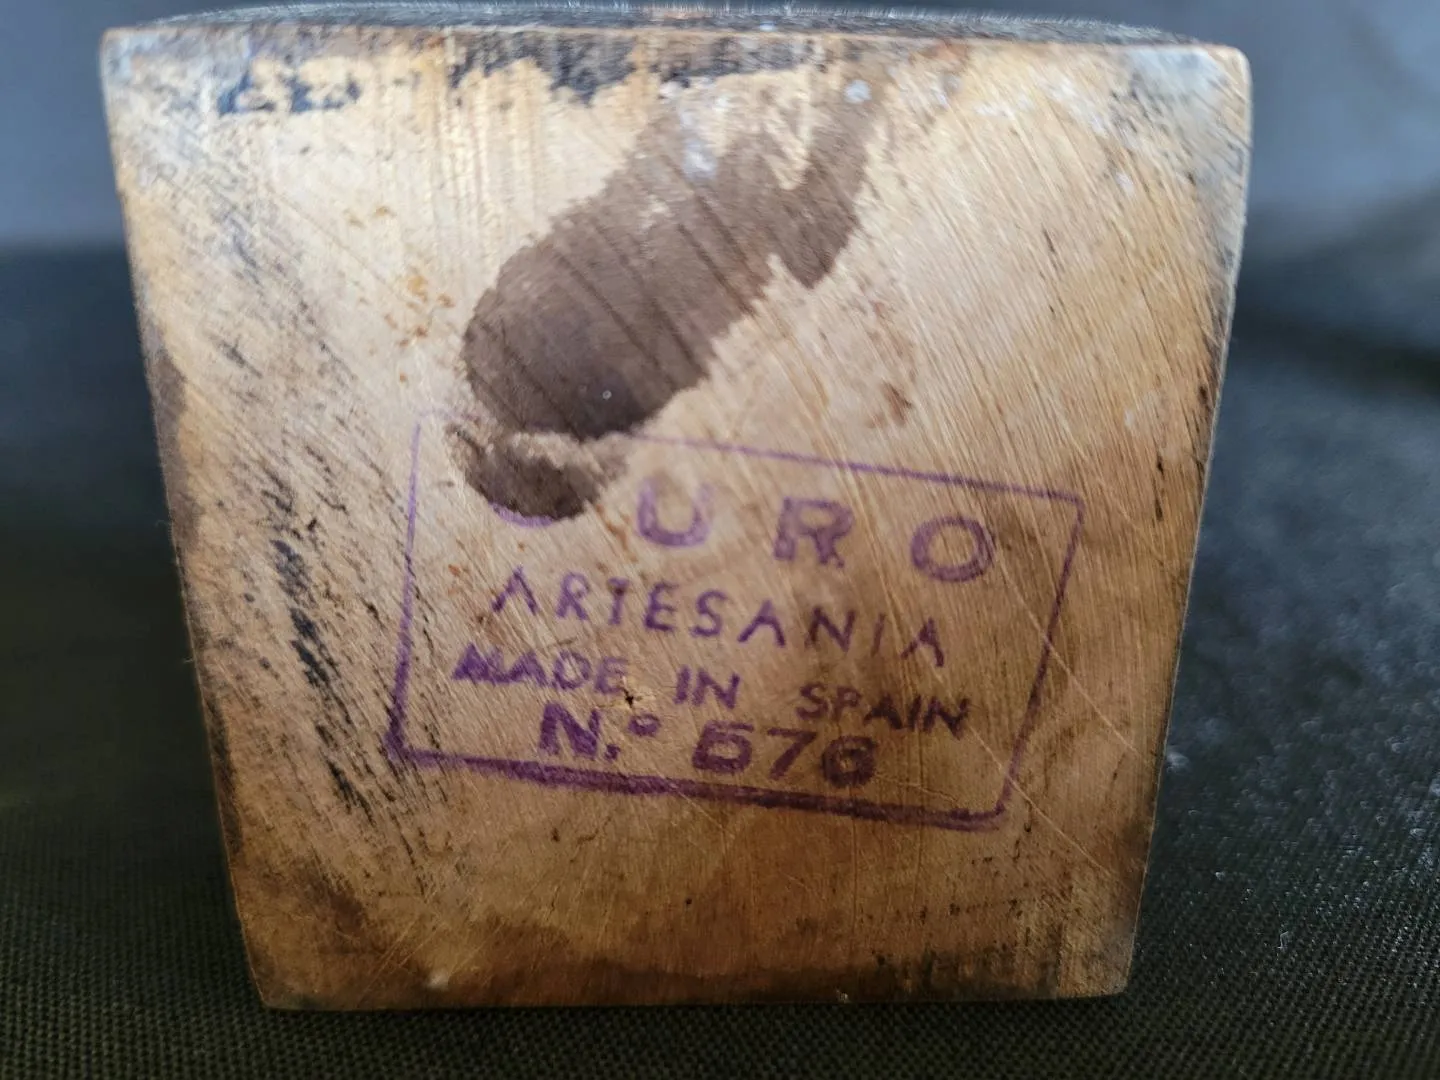 URO
ARTESANIA
MADE IN SPAIN
N.º 576